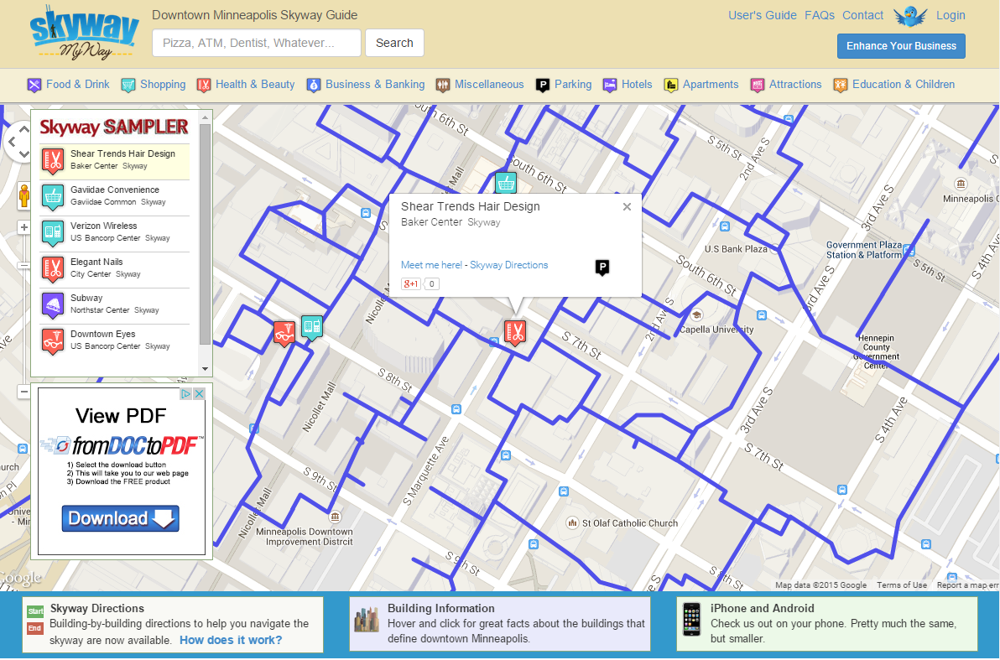 skyway
MyWay
Downtown Minneapolis Skyway Guide
Pizza, ATM, Dentist, Whatever...
Search
User's Guide FAQs Contact Login
Enhance Your Business
Food & Drink Shopping Health & Beauty Business & Banking Miscellaneous Parking Hotels Apartments Attractions Education & Children
Skyway SAMPLER
Shear Trends Hair Design
Baker Center Skyway
Gaviidae Convenience
Gaviidae Common Skyway
Verizon Wireless
US Bancorp Center Skyway
Elegant Nails
City Center Skyway
Subway
Northstar Center Skyway
Downtown Eyes
US Bancorp Center Skyway
View PDF
fromDOCtoPDF™
1) Select the download button
2) This will take you to our web page
3) Download the FREE product
Download
Shear Trends Hair Design
Baker Center Skyway
Meet me here! - Skyway Directions
g+1 0
P
South 6th St
South 6th St
South 6th St
S 5th St
2nd Ave S
3rd Ave S
Minneapolis C
Government Plaza
Station & Platform
S 5th St
S 4th Ave S
U.S Bank Plaza
3rd Ave S
2nd Ave S
Capella University
Hennepin
County
Government
Center
S 7th St
S 8th St
Nicollet Mall
S Marquette Ave
3rd Ave S
S 4th Ave S
S 7th St
S 9th St
Nicollet Mall
Minneapolis Downtown
Improvement Distrcit
St Olaf Catholic Church
S 9th St
Google
Map data ©2015 Google Terms of Use Report a map err
Start
End
Skyway Directions
Building-by-building directions to help you navigate the
skyway are now available. How does it work?
Building Information
Hover and click for great facts about the buildings that
define downtown Minneapolis.
iPhone and Android
Check us out on your phone. Pretty much the same,
but smaller.